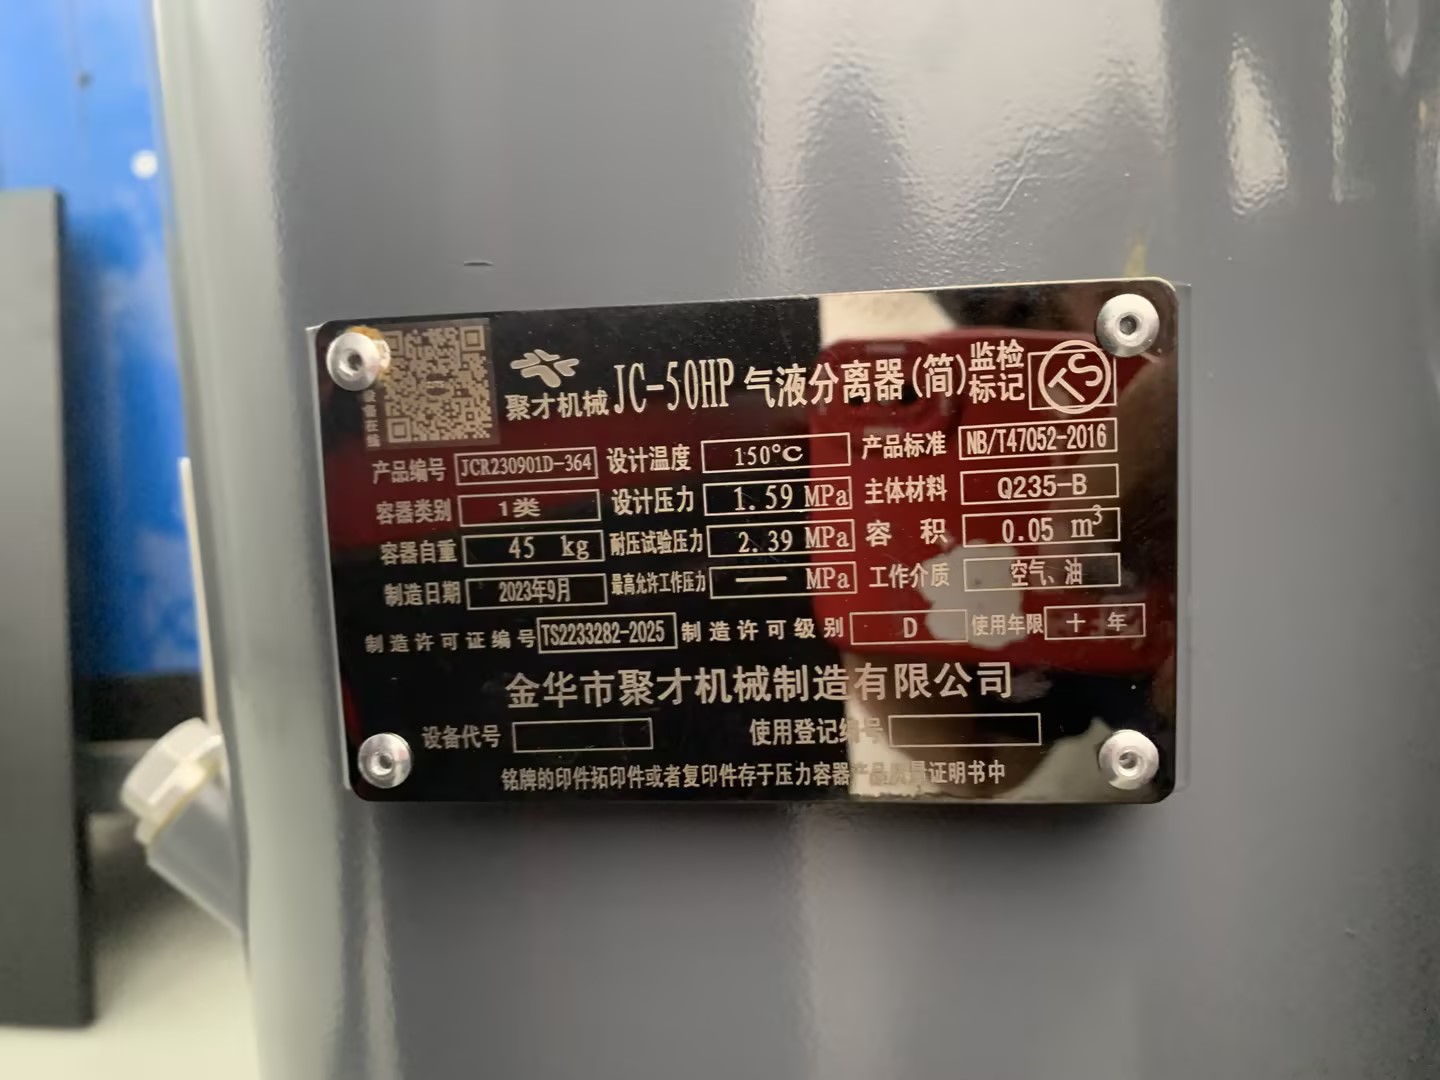 聚才机械 JC-50HP 气液分离器(简) 监检标记 TS
设备在线
产品编号 JCR230901D-364 设计温度 150℃ 产品标准 NB/T47052-2016
容器类别 1类 设计压力 1.59 MPa 主体材料 Q235-B
容器自重 45 kg 耐压试验压力 2.39 MPa 容积 0.05 m³
制造日期 2023年9月 最高允许工作压力 — MPa 工作介质 空气、油
制造许可证编号 TS2233282-2025 制造许可级别 D 使用年限 十年
金华市聚才机械制造有限公司
设备代号 使用登记编号
铭牌的印件拓印件或者复印件存于压力容器产品质量证明书中